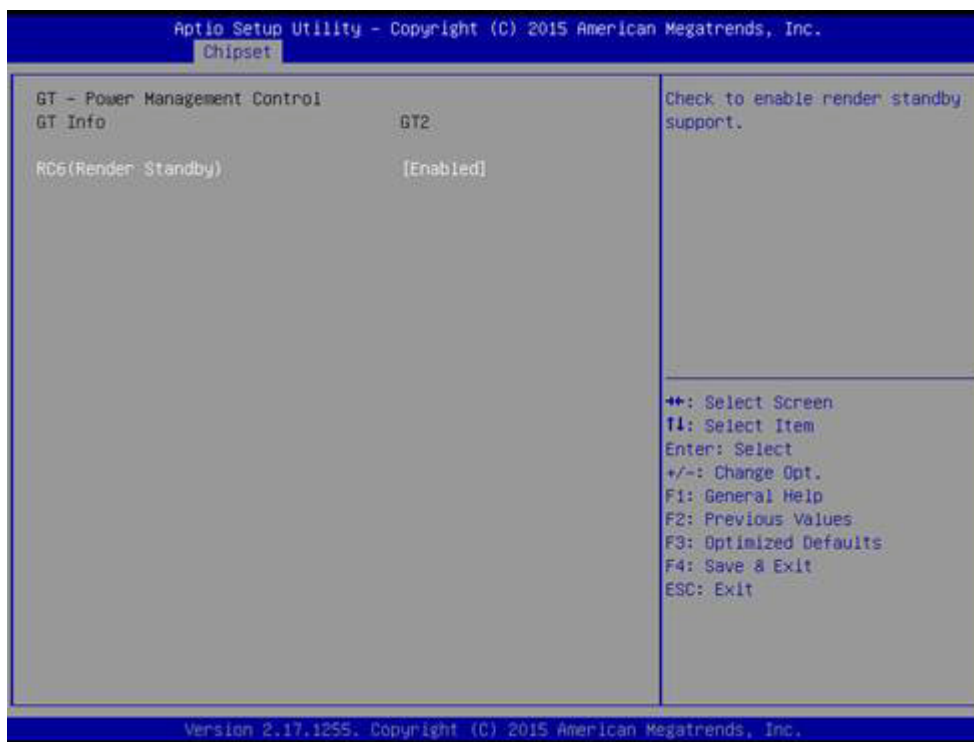 Aptio Setup Utility - Copyright (C) 2015 American Megatrends, Inc.
Chipset
GT - Power Management Control
GT Info GT2
RC6(Render Standby) [Enabled]
Check to enable render standby
support.
→←: Select Screen
↑↓: Select Item
Enter: Select
+/-: Change Opt.
F1: General Help
F2: Previous Values
F3: Optimized Defaults
F4: Save & Exit
ESC: Exit
Version 2.17.1255. Copyright (C) 2015 American Megatrends, Inc.